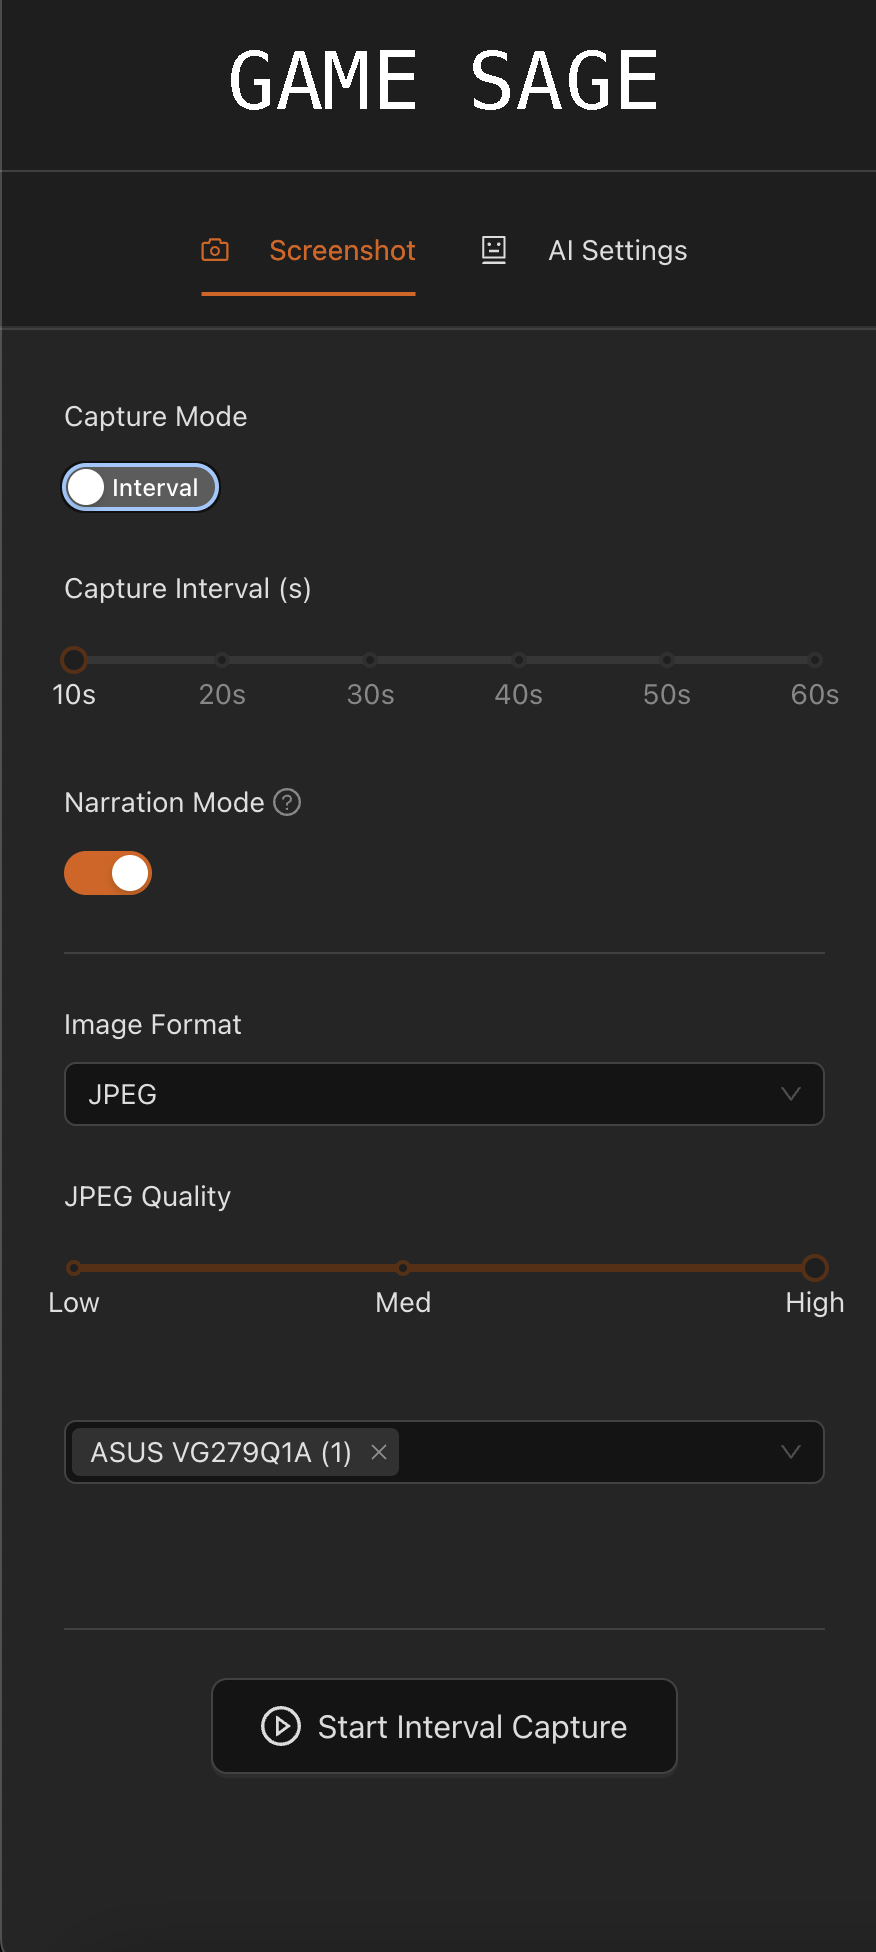 GAME SAGE
Screenshot
AI Settings
Capture Mode
Interval
Capture Interval (s)
10s 20s 30s 40s 50s 60s
Narration Mode ?
Image Format
JPEG
JPEG Quality
Low Med High
ASUS VG279Q1A (1) ×
Start Interval Capture